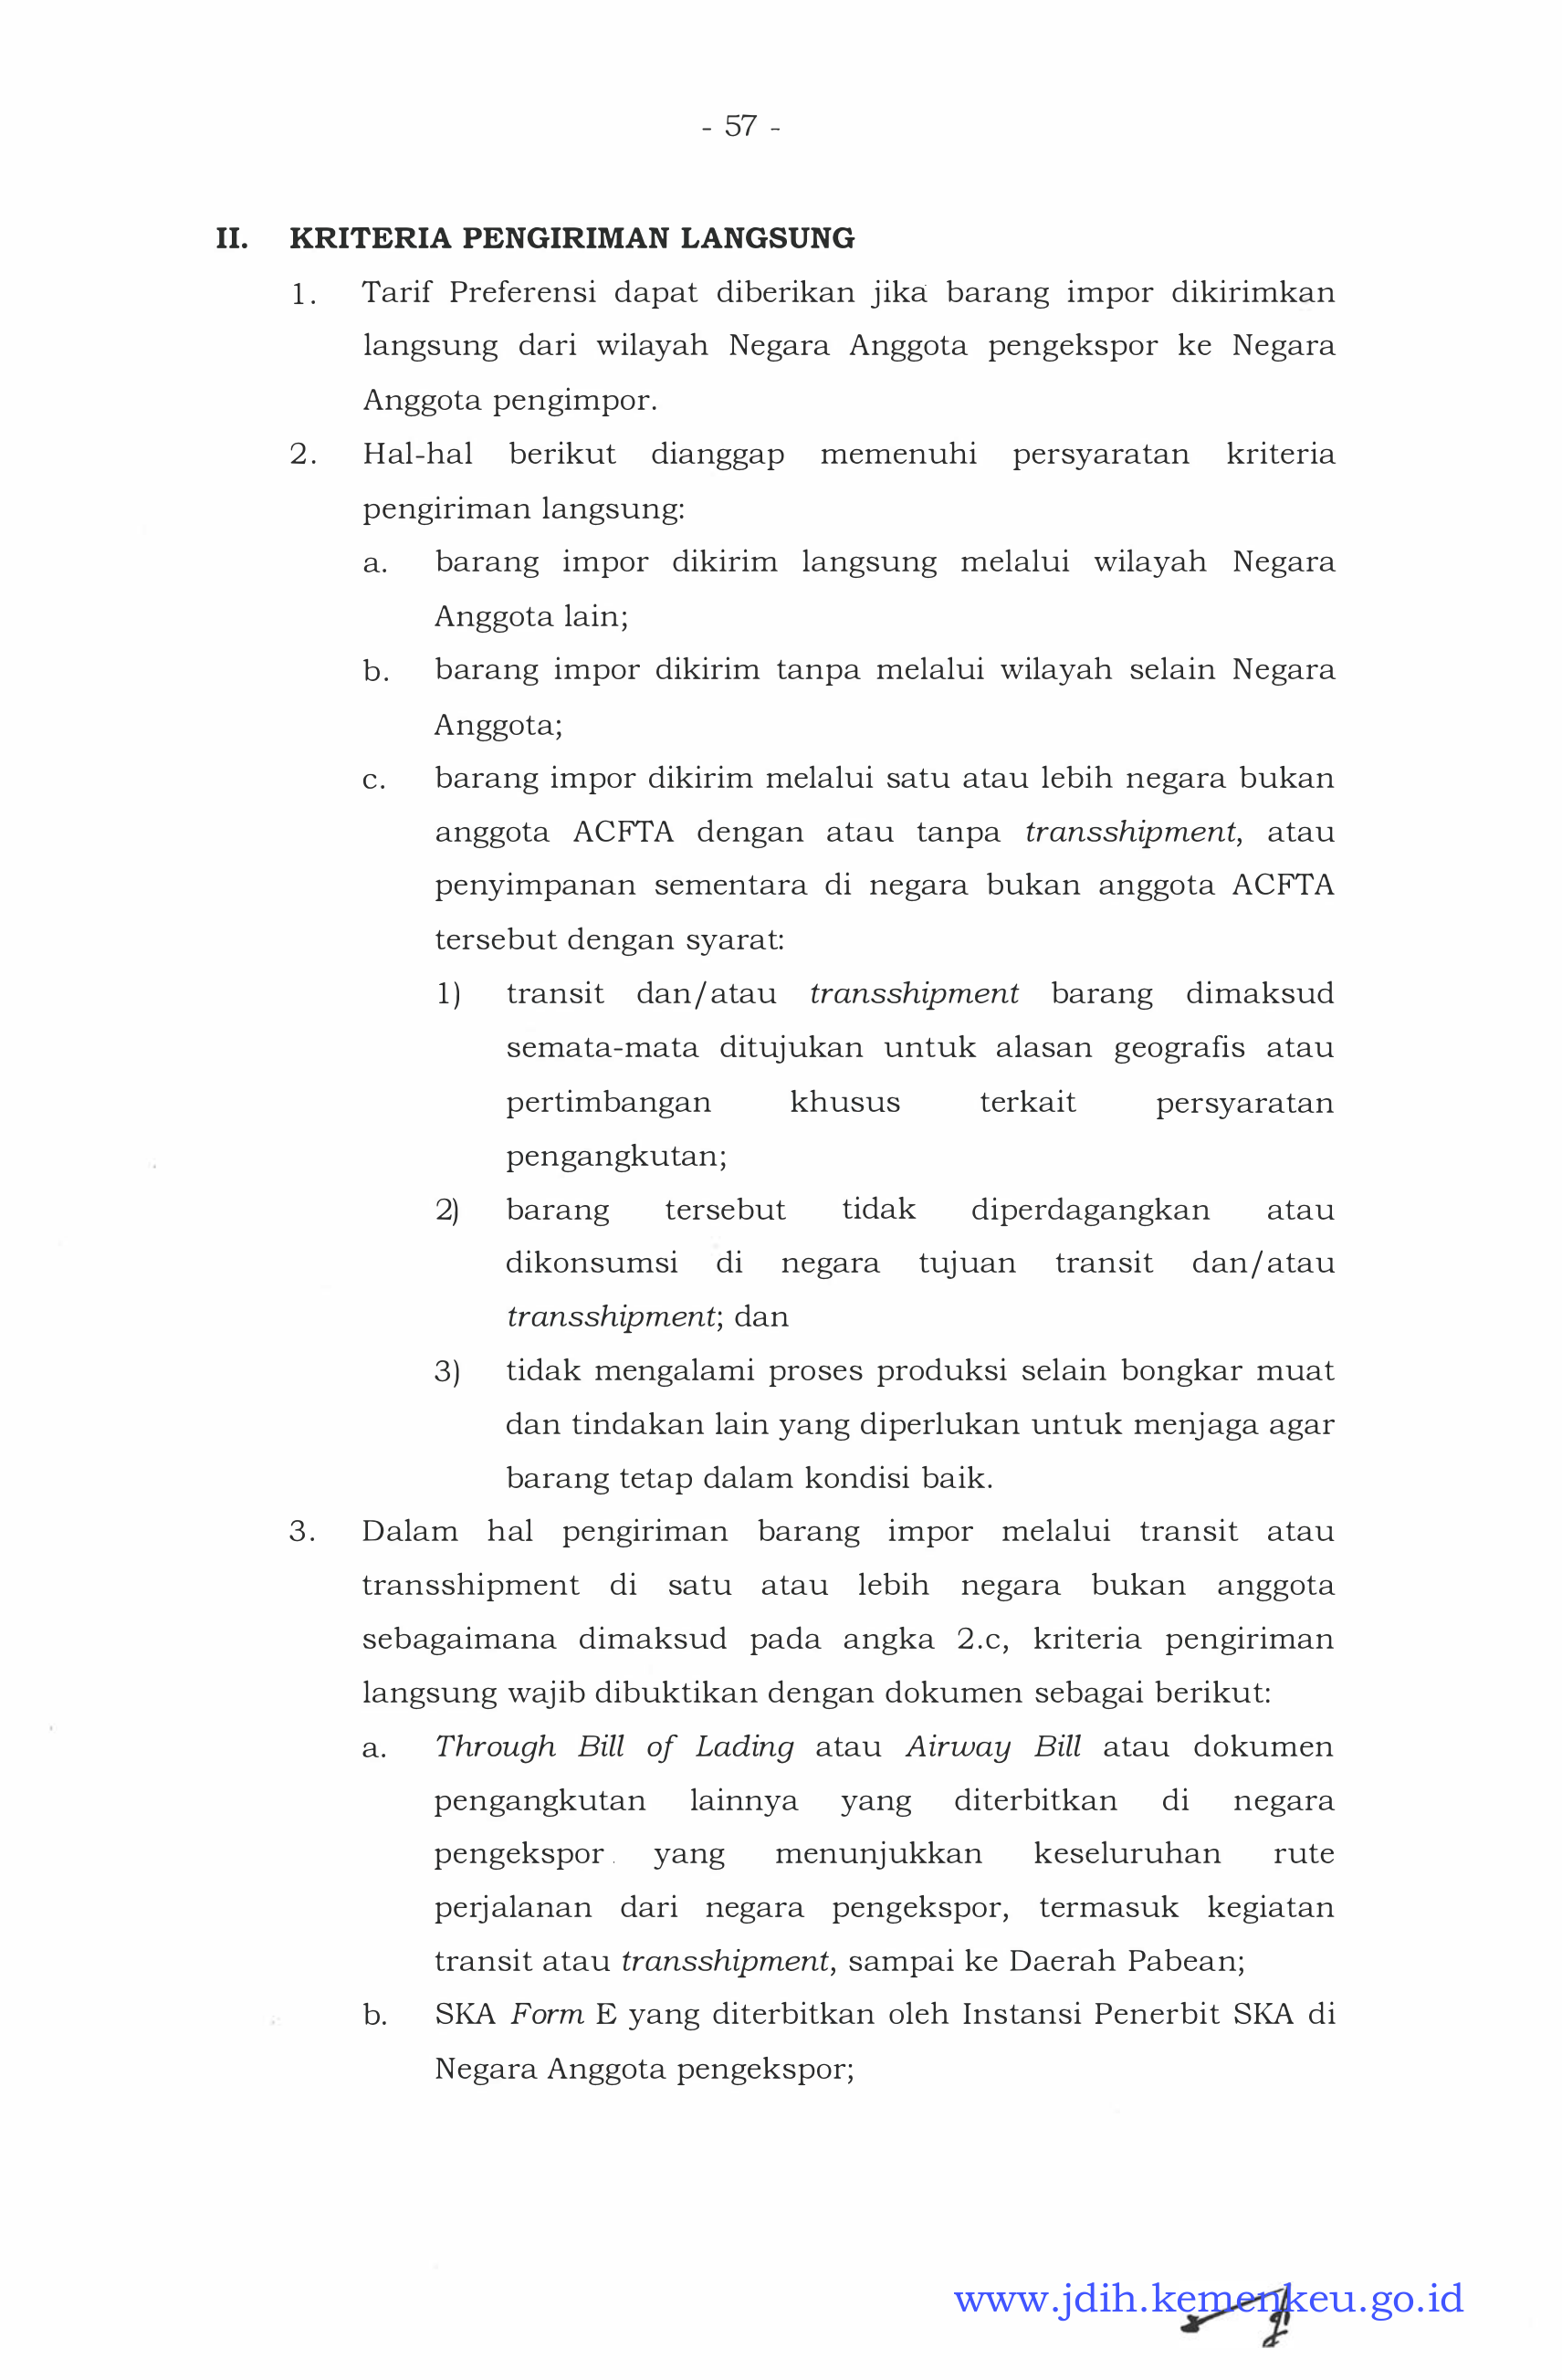 - 57 -
II. KRITERIA PENGIRIMAN LANGSUNG
1. Tarif Preferensi dapat diberikan jika barang impor dikirimkan
langsung dari wilayah Negara Anggota pengekspor ke Negara
Anggota pengimpor.
2. Hal-hal berikut dianggap memenuhi persyaratan kriteria
pengiriman langsung:
a. barang impor dikirim langsung melalui wilayah Negara
Anggota lain;
b. barang impor dikirim tanpa melalui wilayah selain Negara
Anggota;
c. barang impor dikirim melalui satu atau lebih negara bukan
anggota ACFTA dengan atau tanpa transshipment, atau
penyimpanan sementara di negara bukan anggota ACFTA
tersebut dengan syarat:
1) transit dan/atau transshipment barang dimaksud
semata-mata ditujukan untuk alasan geografis atau
pertimbangan khusus terkait persyaratan
pengangkutan;
2) barang tersebut tidak diperdagangkan atau
dikonsumsi di negara tujuan transit dan/atau
transshipment; dan
3) tidak mengalami proses produksi selain bongkar muat
dan tindakan lain yang diperlukan untuk menjaga agar
barang tetap dalam kondisi baik.
3. Dalam hal pengiriman barang impor melalui transit atau
transshipment di satu atau lebih negara bukan anggota
sebagaimana dimaksud pada angka 2.c, kriteria pengiriman
langsung wajib dibuktikan dengan dokumen sebagai berikut:
a. Through Bill of Lading atau Airway Bill atau dokumen
pengangkutan lainnya yang diterbitkan di negara
pengekspor yang menunjukkan keseluruhan rute
perjalanan dari negara pengekspor, termasuk kegiatan
transit atau transshipment, sampai ke Daerah Pabean;
b. SKA Form E yang diterbitkan oleh Instansi Penerbit SKA di
Negara Anggota pengekspor;
www.jdih.kemenkeu.go.id